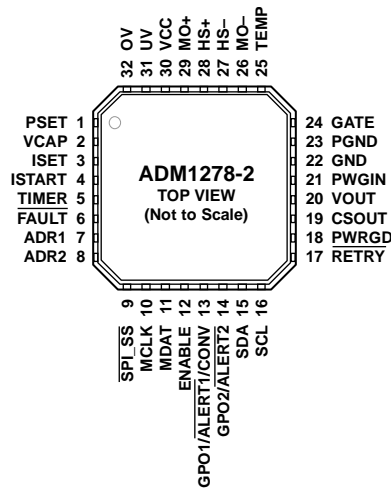 32 OV
31 UV
30 VCC
29 MO+
28 HS+
27 HS–
26 MO–
25 TEMP
PSET 1
VCAP 2
ISET 3
ISTART 4
TIMER 5
FAULT 6
ADR1 7
ADR2 8
ADM1278-2
TOP VIEW
(Not to Scale)
24 GATE
23 PGND
22 GND
21 PWGIN
20 VOUT
19 CSOUT
18 PWRGD
17 RETRY
SPI_SS 9
MCLK 10
MDAT 11
ENABLE 12
GPO1/ALERT1/CONV 13
GPO2/ALERT2 14
SDA 15
SCL 16